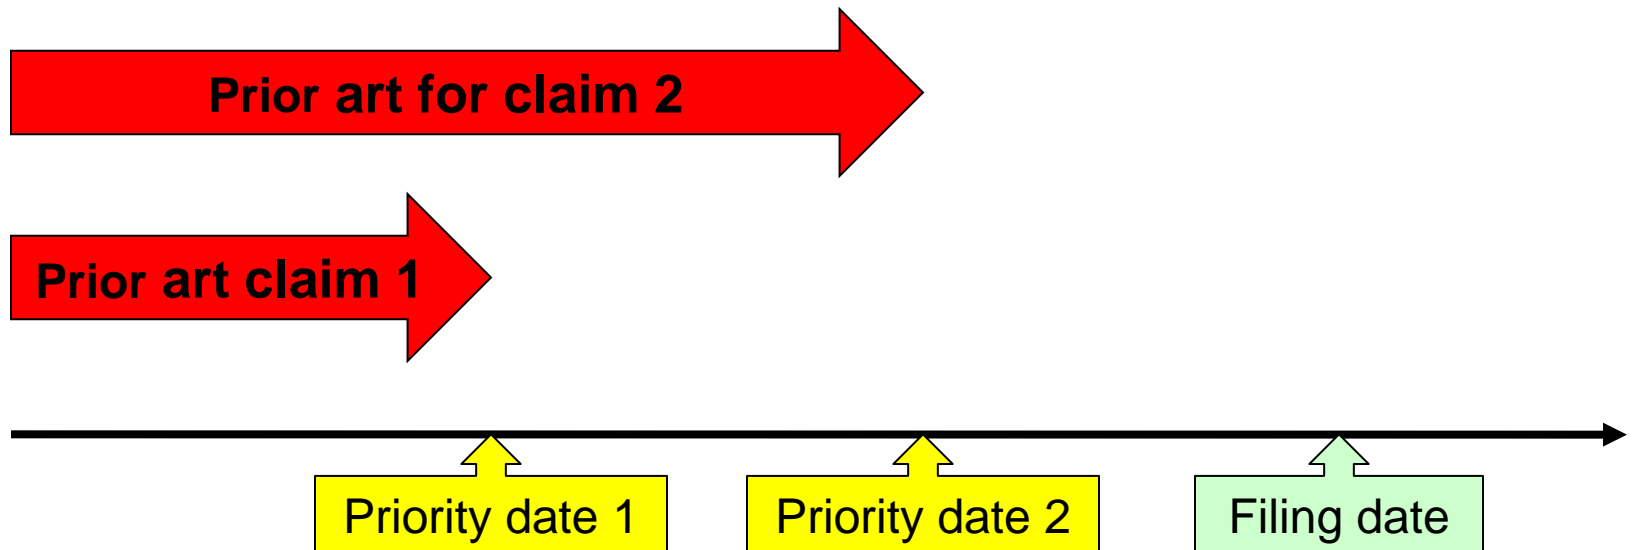 Prior art for claim 2
Prior art claim 1
Priority date 1
Priority date 2
Filing date